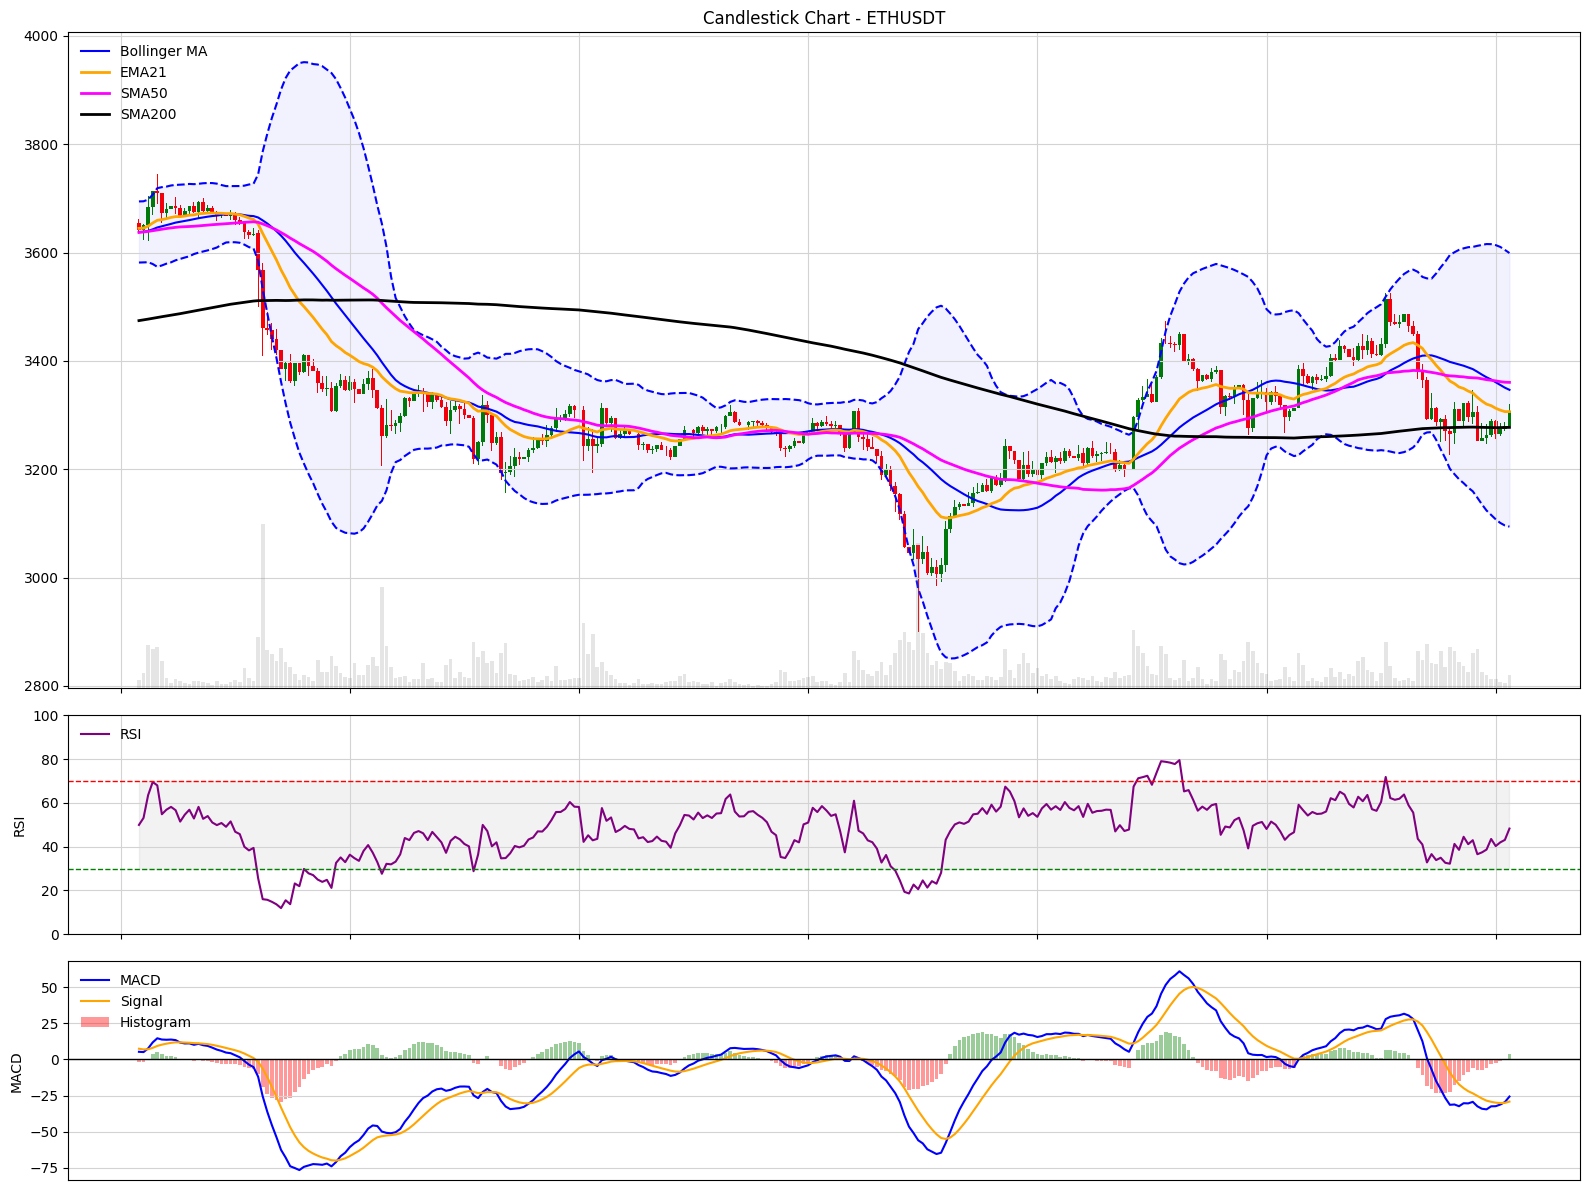 Candlestick Chart - ETHUSDT
4000
3800
3600
3400
3200
3000
2800
Bollinger MA
EMA21
SMA50
SMA200
100
80
60
40
20
0
RSI
RSI
50
25
0
−25
−50
−75
MACD
MACD
Signal
Histogram